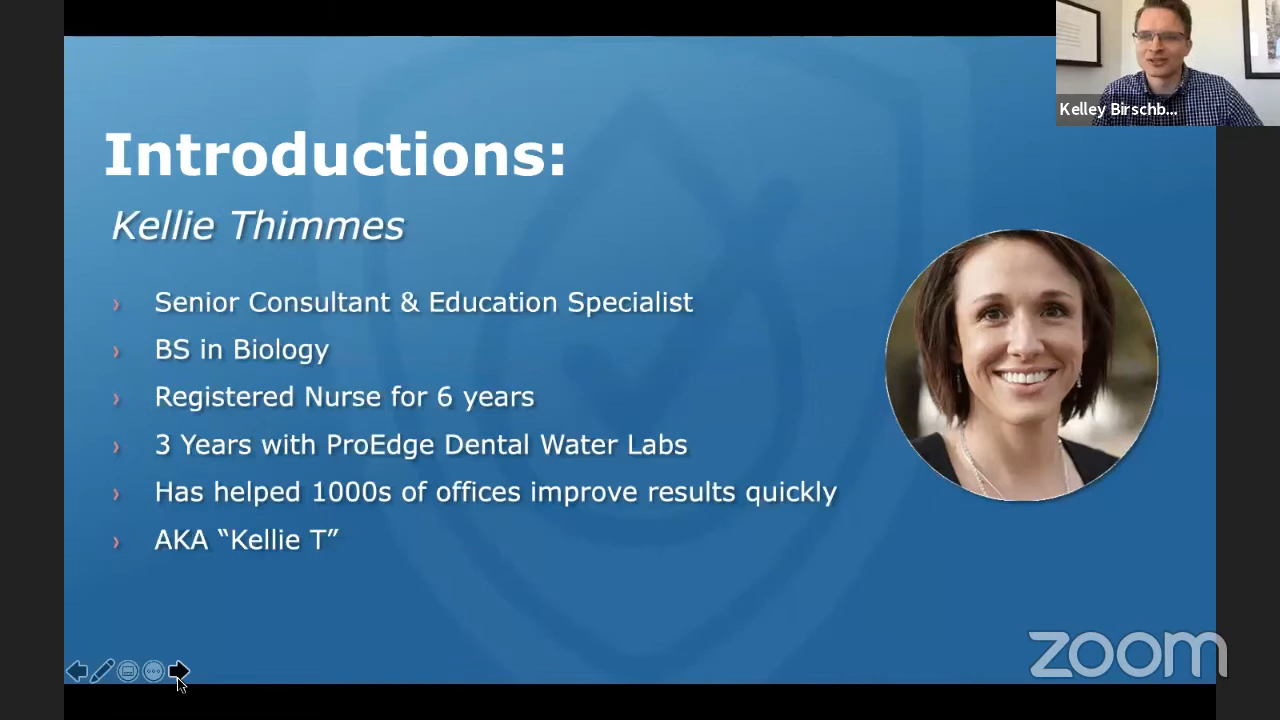 Kelley Birschb...
Introductions:
Kellie Thimmes
› Senior Consultant & Education Specialist
› BS in Biology
› Registered Nurse for 6 years
› 3 Years with ProEdge Dental Water Labs
› Has helped 1000s of offices improve results quickly
› AKA “Kellie T”
zoom